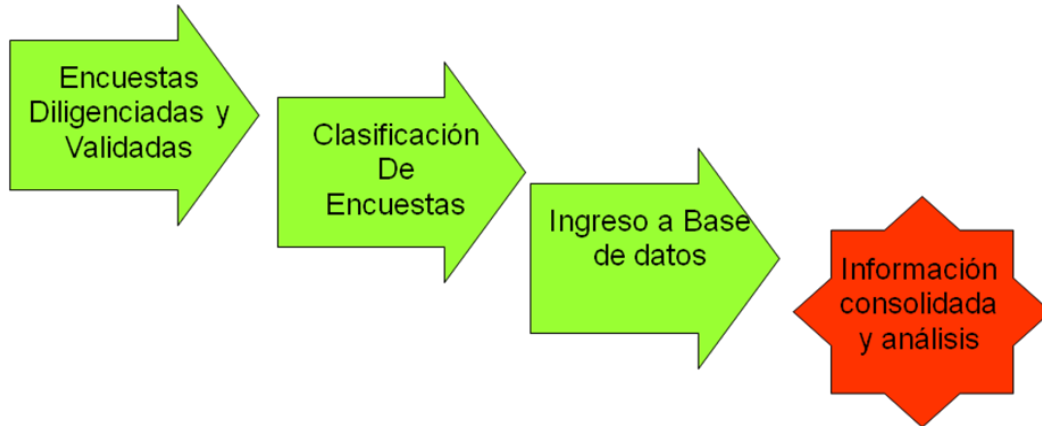 Encuestas
Diligenciadas y
Validadas
Clasificación
De
Encuestas
Ingreso a Base
de datos
Información
consolidada
y análisis